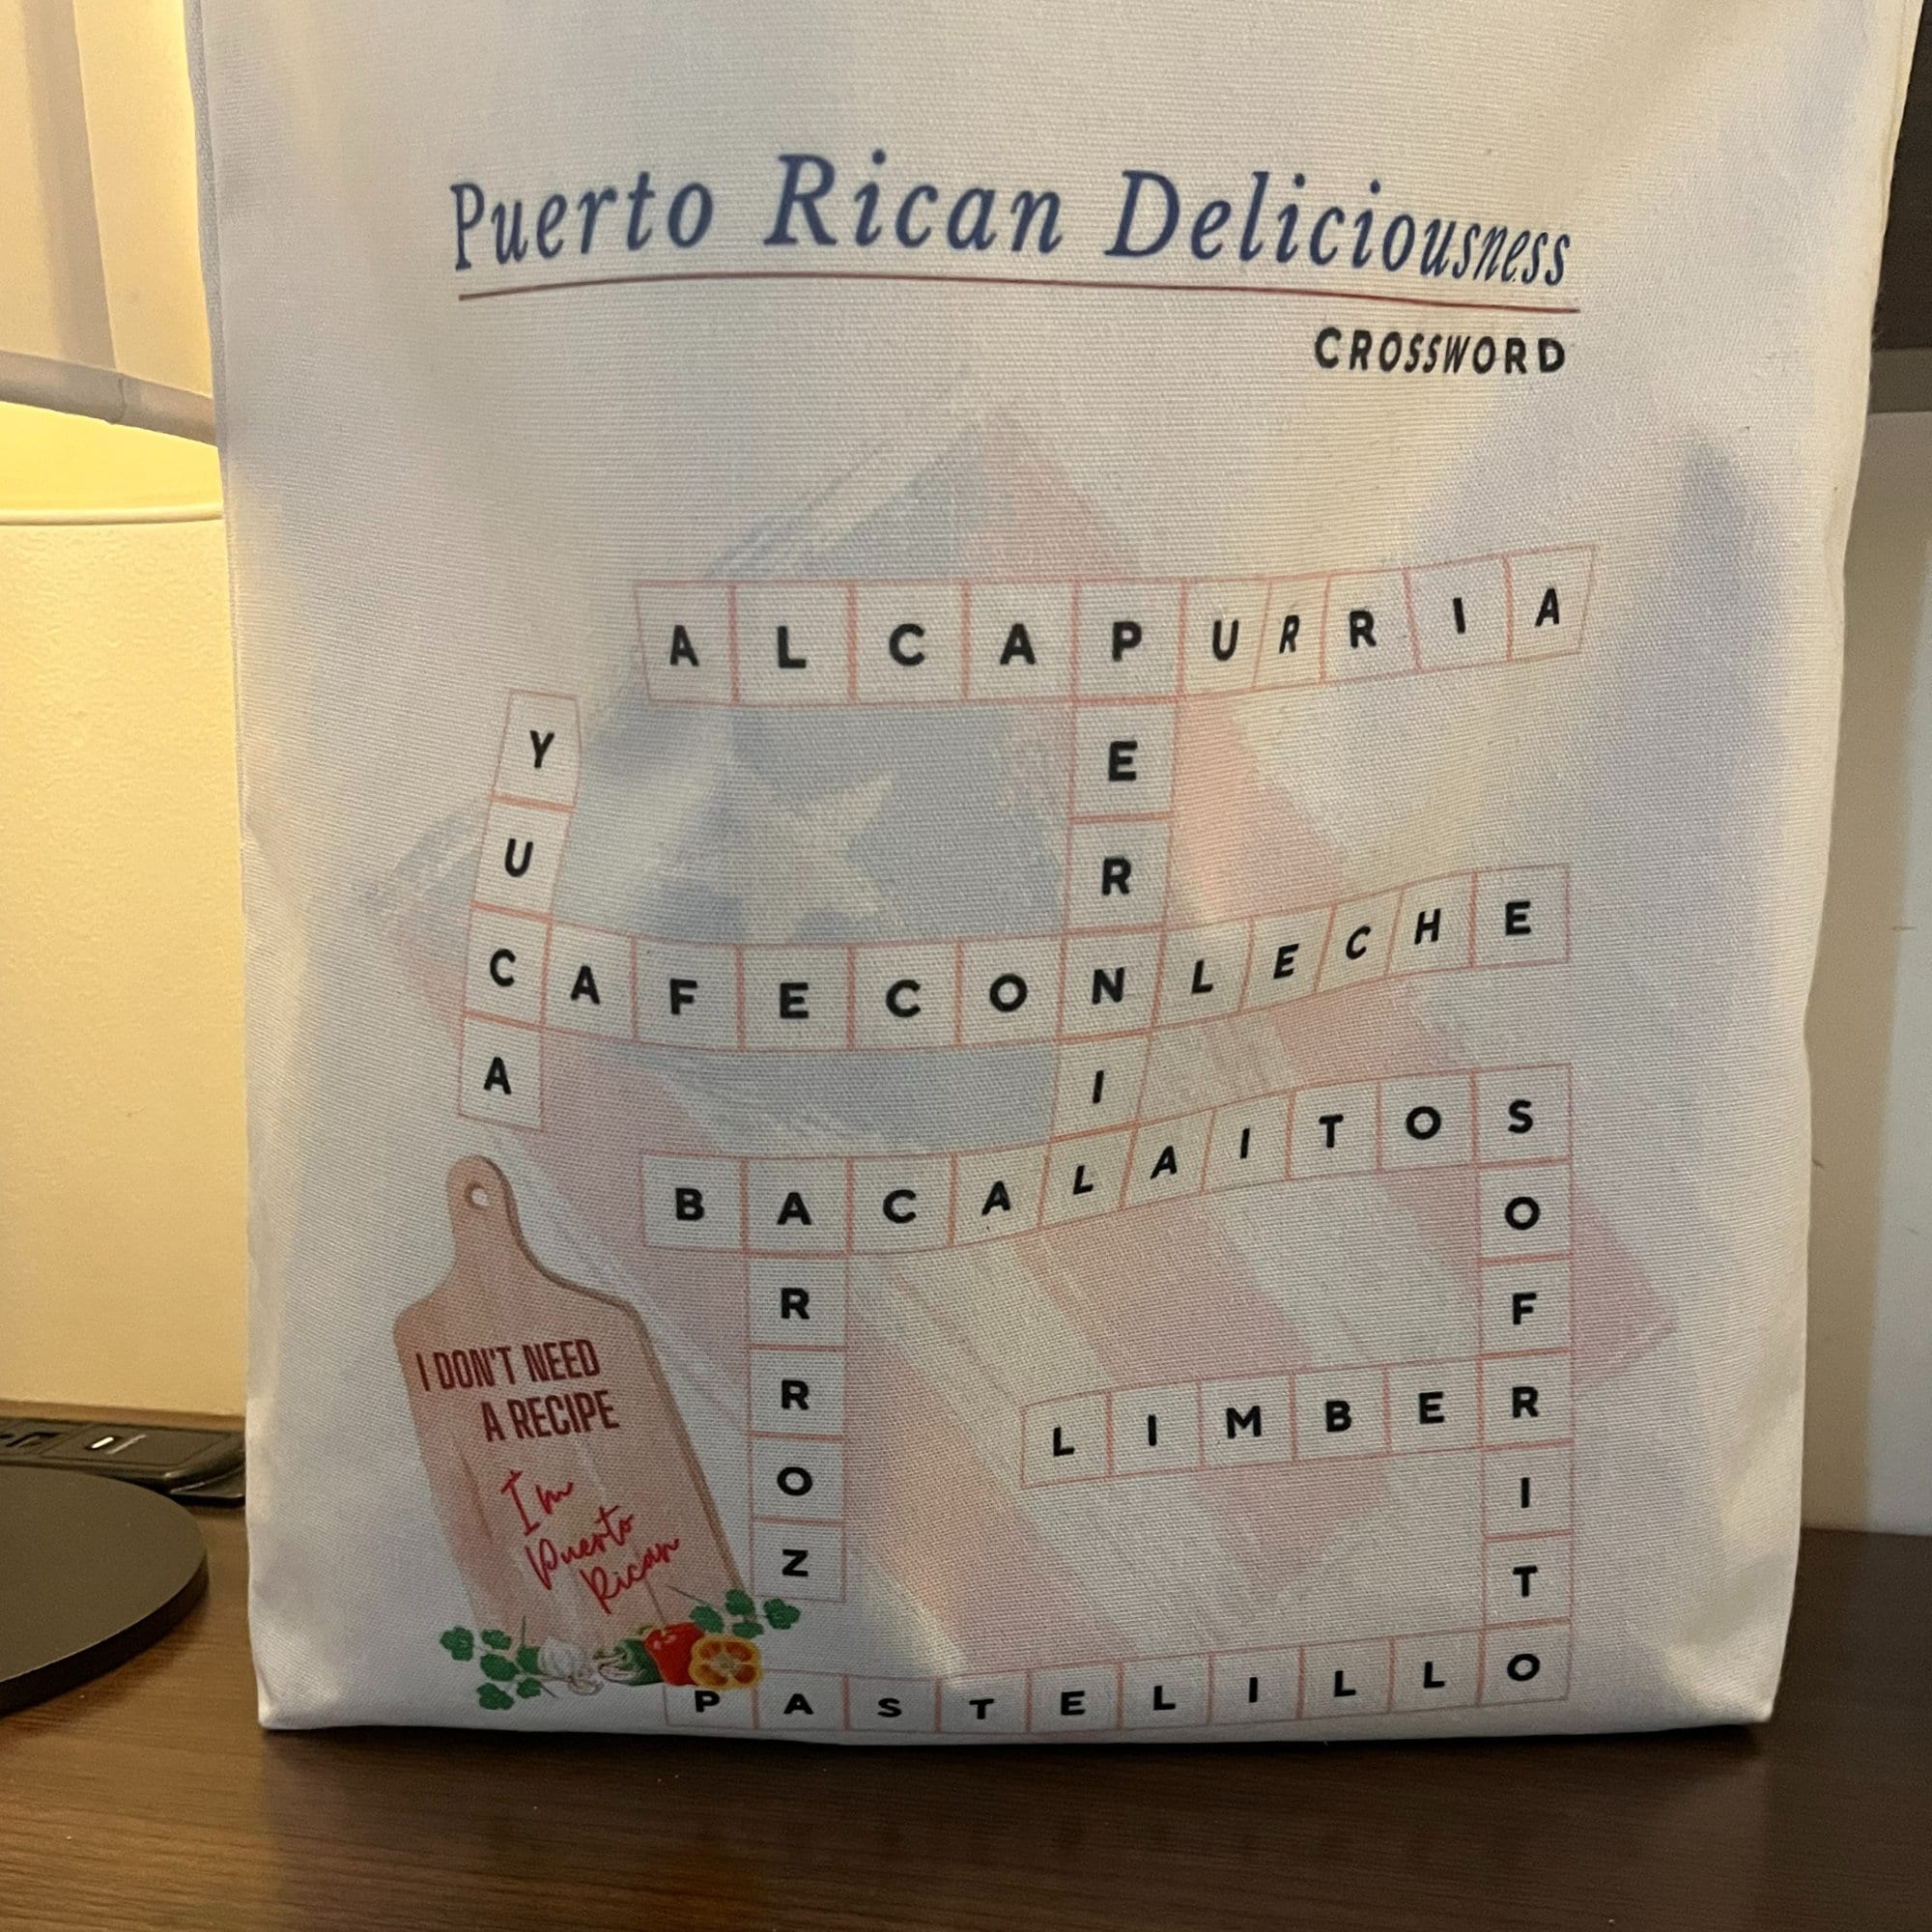 Puerto Rican Deliciousness
CROSSWORD
ALCAPURRIA
YUCA
PERNIL
CAFECONLECHE
BACALAITOS
ARROZ
SOFRITO
LIMBER
PASTELILLO
I DON'T NEED
A RECIPE
I'm
Puerto
Rican